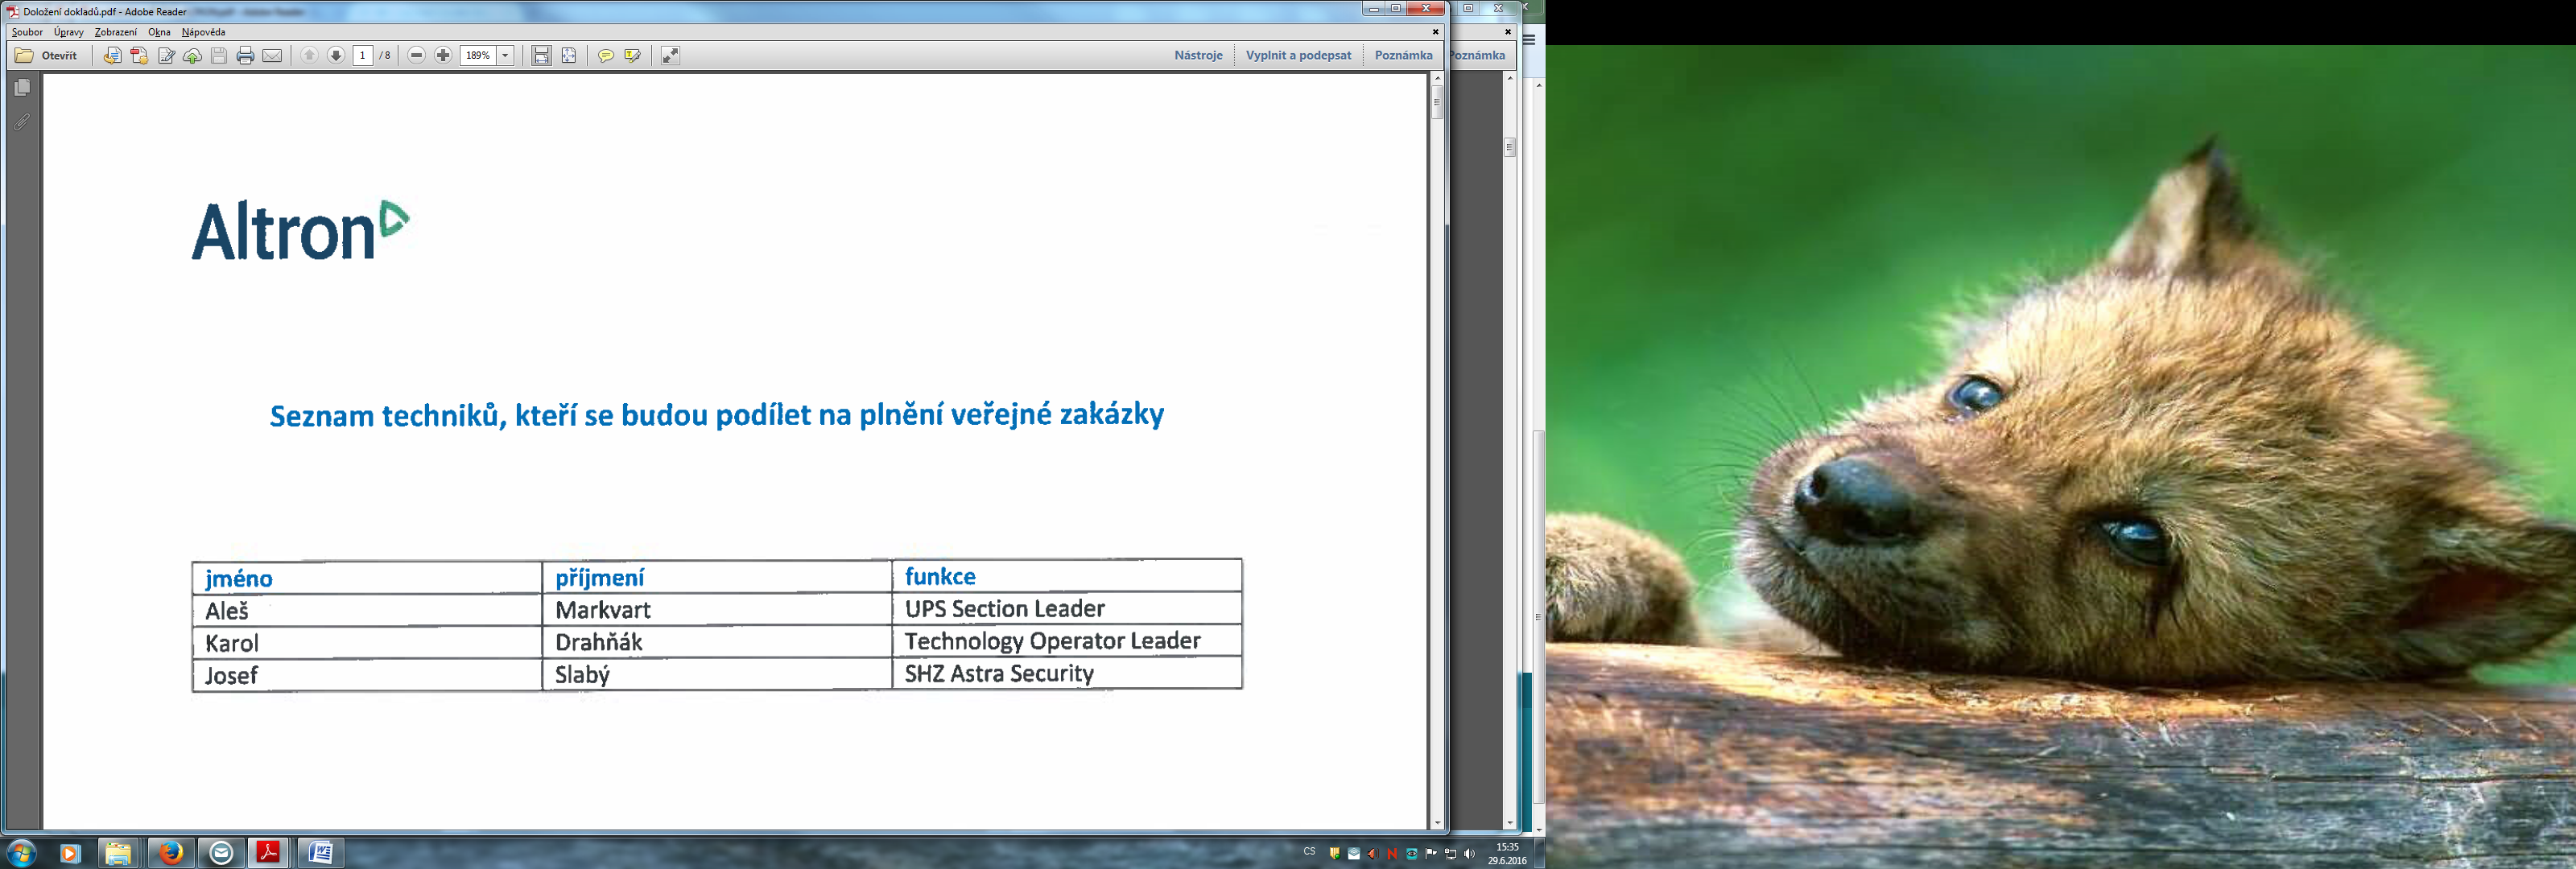 Doložení dokladů.pdf - Adobe Reader
Soubor Úpravy Zobrazení Okna Nápověda
Otevřít 1 / 8 189% Nástroje Vyplnit a podepsat Poznámka Poznámka
Altron
Seznam techniků, kteří se budou podílet na plnění veřejné zakázky
jméno příjmení funkce
Aleš Markvart UPS Section Leader
Karol Drahňák Technology Operator Leader
Josef Slabý SHZ Astra Security
CS 15:35
29.6.2016